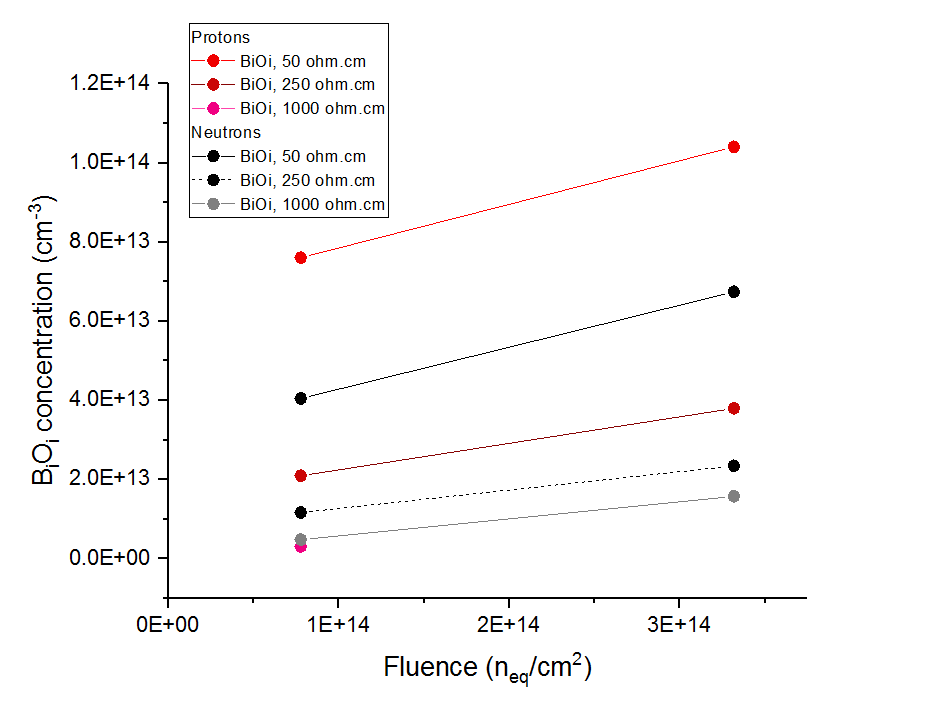 Protons
BiOi, 50 ohm.cm
BiOi, 250 ohm.cm
BiOi, 1000 ohm.cm
Neutrons
BiOi, 50 ohm.cm
BiOi, 250 ohm.cm
BiOi, 1000 ohm.cm
1.2E+14
1.0E+14
8.0E+13
6.0E+13
4.0E+13
2.0E+13
0.0E+00
BᵢOᵢ concentration (cm⁻³)
0E+00 1E+14 2E+14 3E+14
Fluence (n_eq/cm²)